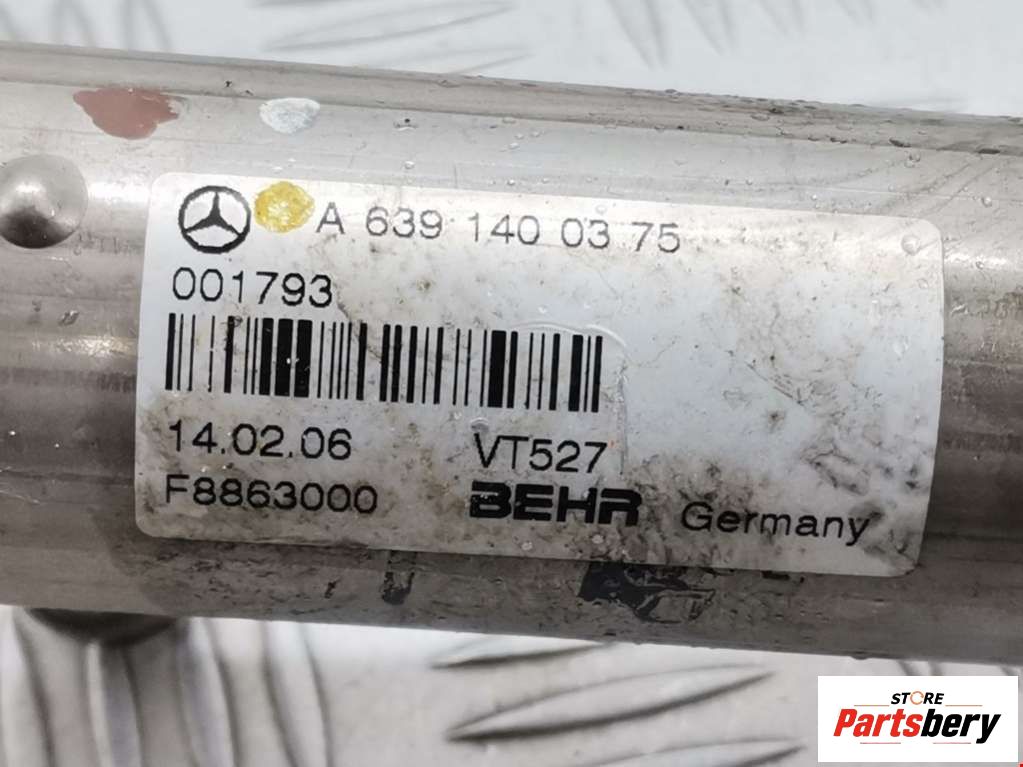 A 639 140 03 75
001793
14.02.06 VT527
F8863000 BEHR Germany
STORE
Partsbery